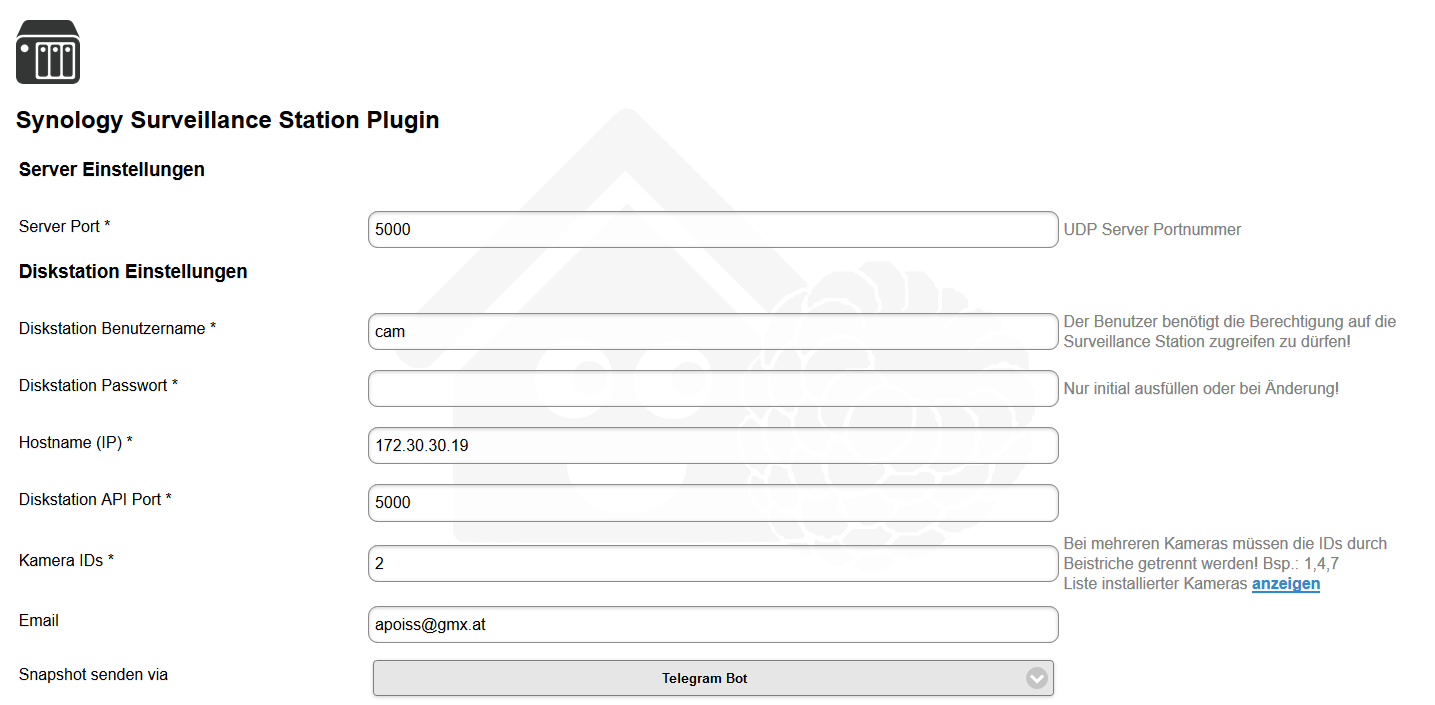 Synology Surveillance Station Plugin
Server Einstellungen
Server Port *
5000
UDP Server Portnummer
Diskstation Einstellungen
Diskstation Benutzername *
cam
Der Benutzer benötigt die Berechtigung auf die
Surveillance Station zugreifen zu dürfen!
Diskstation Passwort *
Nur initial ausfüllen oder bei Änderung!
Hostname (IP) *
172.30.30.19
Diskstation API Port *
5000
Kamera IDs *
2
Bei mehreren Kameras müssen die IDs durch
Beistriche getrennt werden! Bsp.: 1,4,7
Liste installierter Kameras anzeigen
Email
apoiss@gmx.at
Snapshot senden via
Telegram Bot